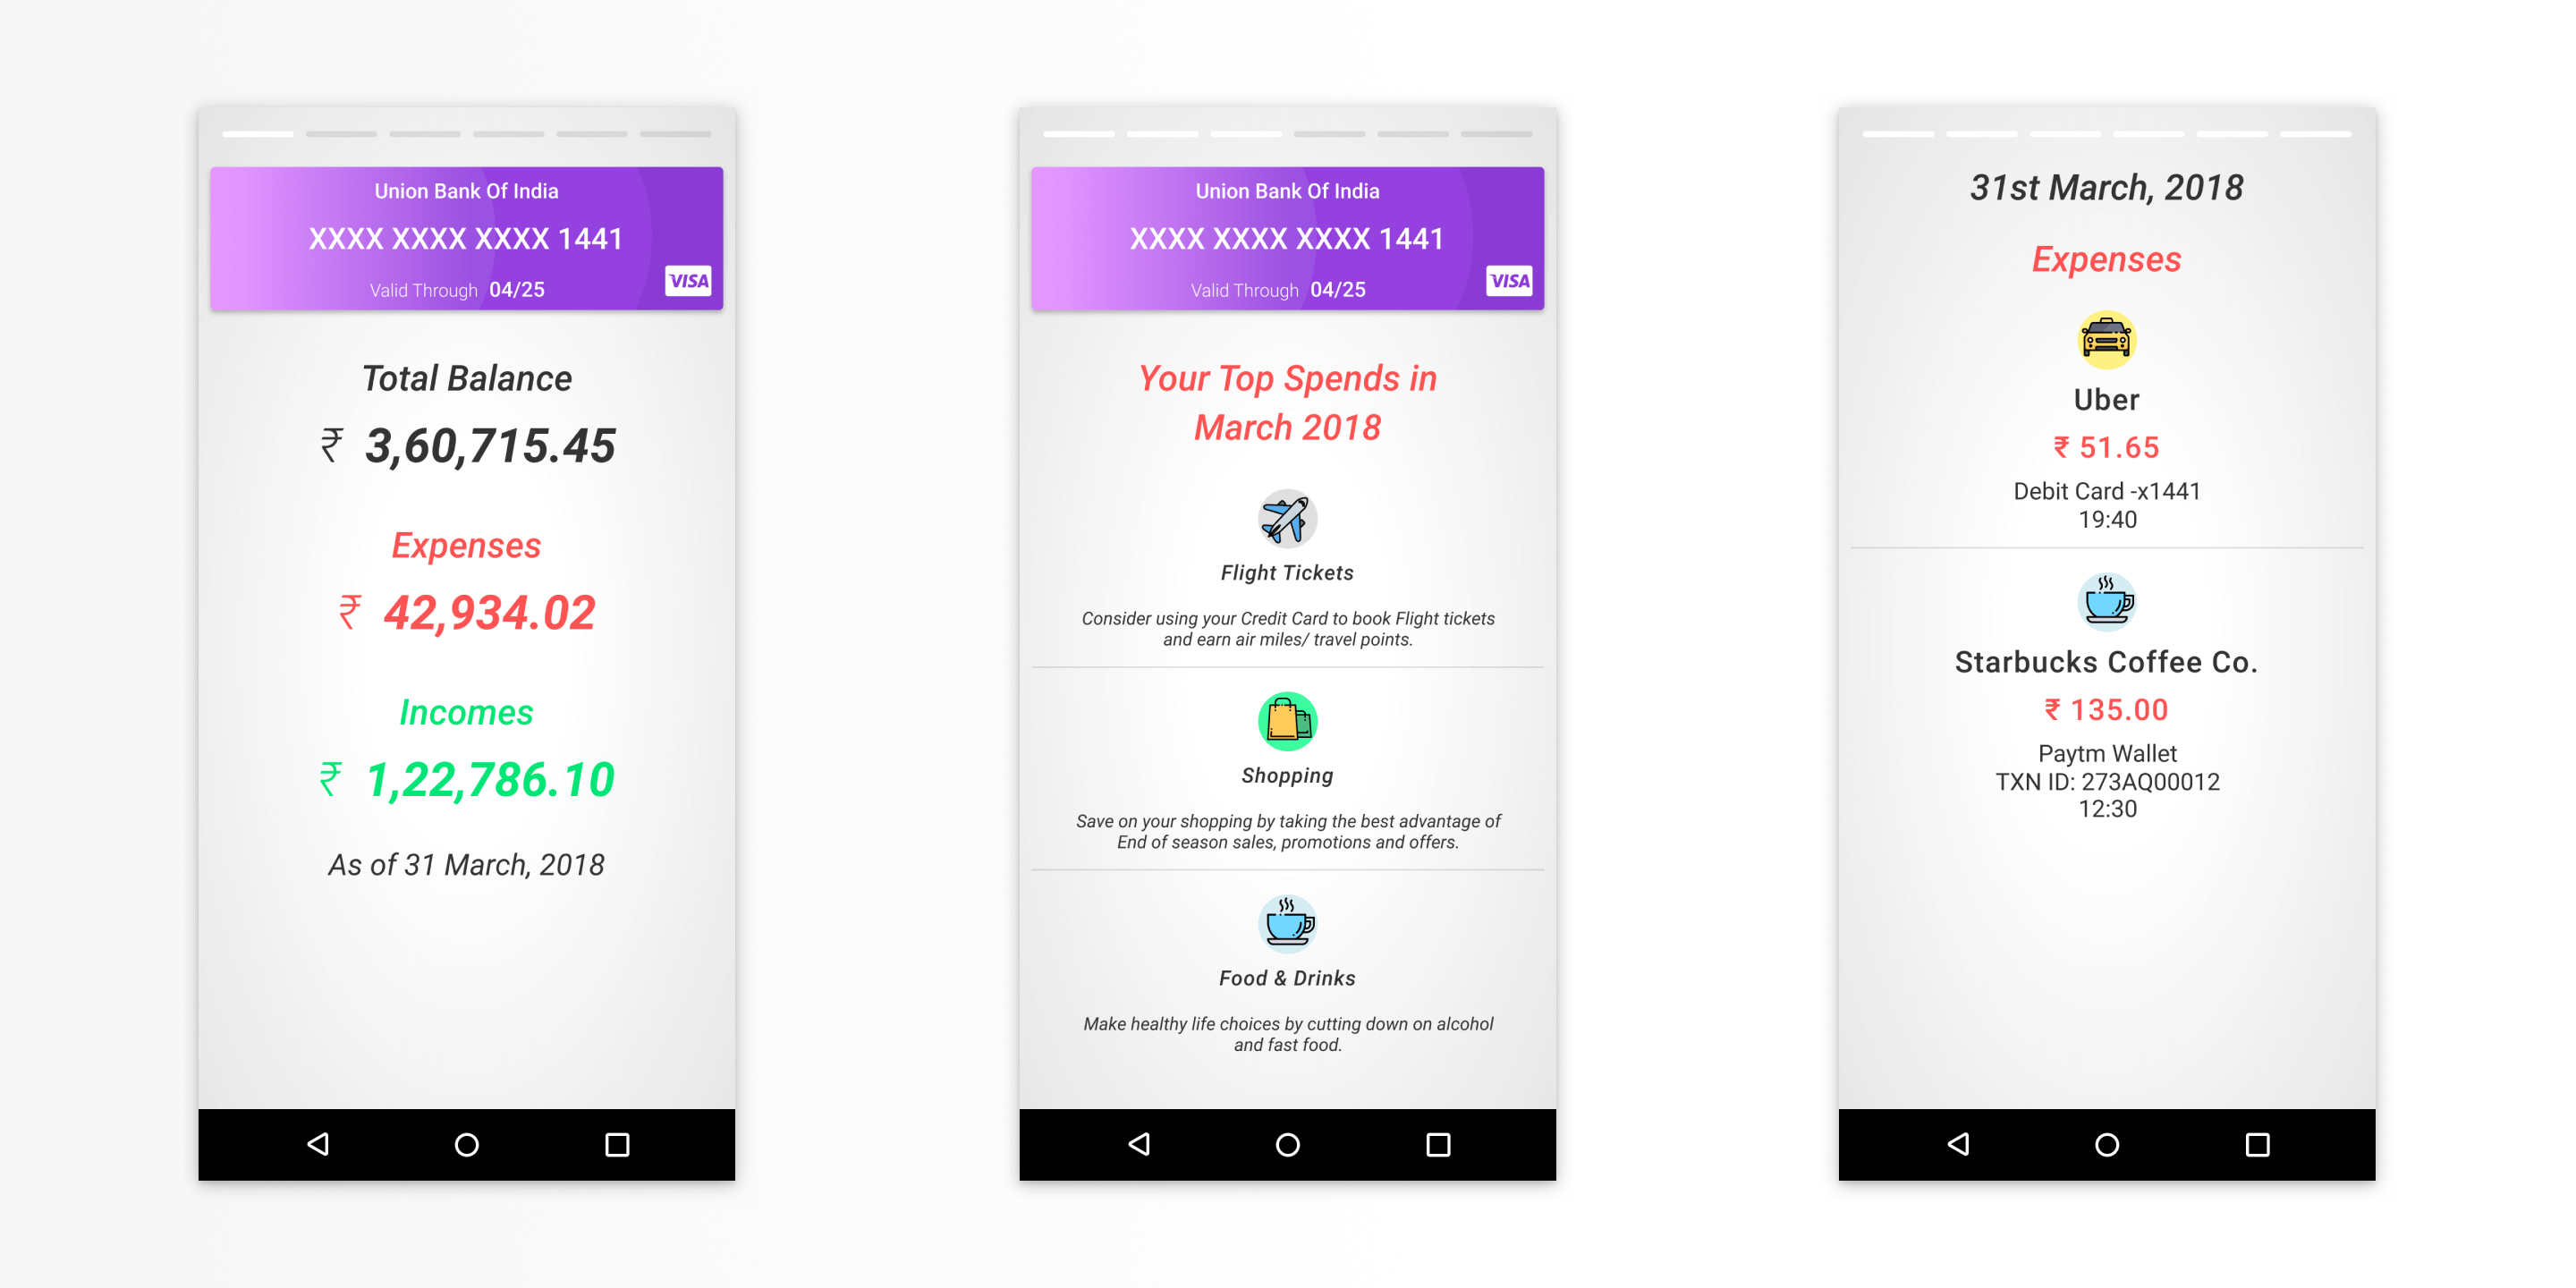 Union Bank Of India
XXXX XXXX XXXX 1441
Valid Through 04/25
VISA
Total Balance
₹ 3,60,715.45
Expenses
₹ 42,934.02
Incomes
₹ 1,22,786.10
As of 31 March, 2018
Union Bank Of India
XXXX XXXX XXXX 1441
Valid Through 04/25
VISA
Your Top Spends in
March 2018
Flight Tickets
Consider using your Credit Card to book Flight tickets
and earn air miles/ travel points.
Shopping
Save on your shopping by taking the best advantage of
End of season sales, promotions and offers.
Food & Drinks
Make healthy life choices by cutting down on alcohol
and fast food.
31st March, 2018
Expenses
Uber
₹ 51.65
Debit Card -x1441
19:40
Starbucks Coffee Co.
₹ 135.00
Paytm Wallet
TXN ID: 273AQ00012
12:30